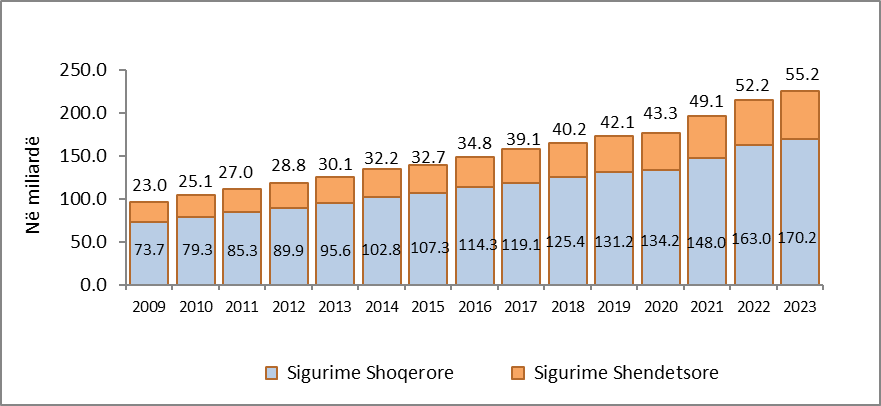 Në miliardë
250.0
200.0
150.0
100.0
50.0
0.0
23.0 25.1 27.0 28.8 30.1 32.2 32.7 34.8 39.1 40.2 42.1 43.3 49.1 52.2 55.2
73.7 79.3 85.3 89.9 95.6 102.8 107.3 114.3 119.1 125.4 131.2 134.2 148.0 163.0 170.2
2009 2010 2011 2012 2013 2014 2015 2016 2017 2018 2019 2020 2021 2022 2023
Sigurime Shoqerore Sigurime Shendetsore